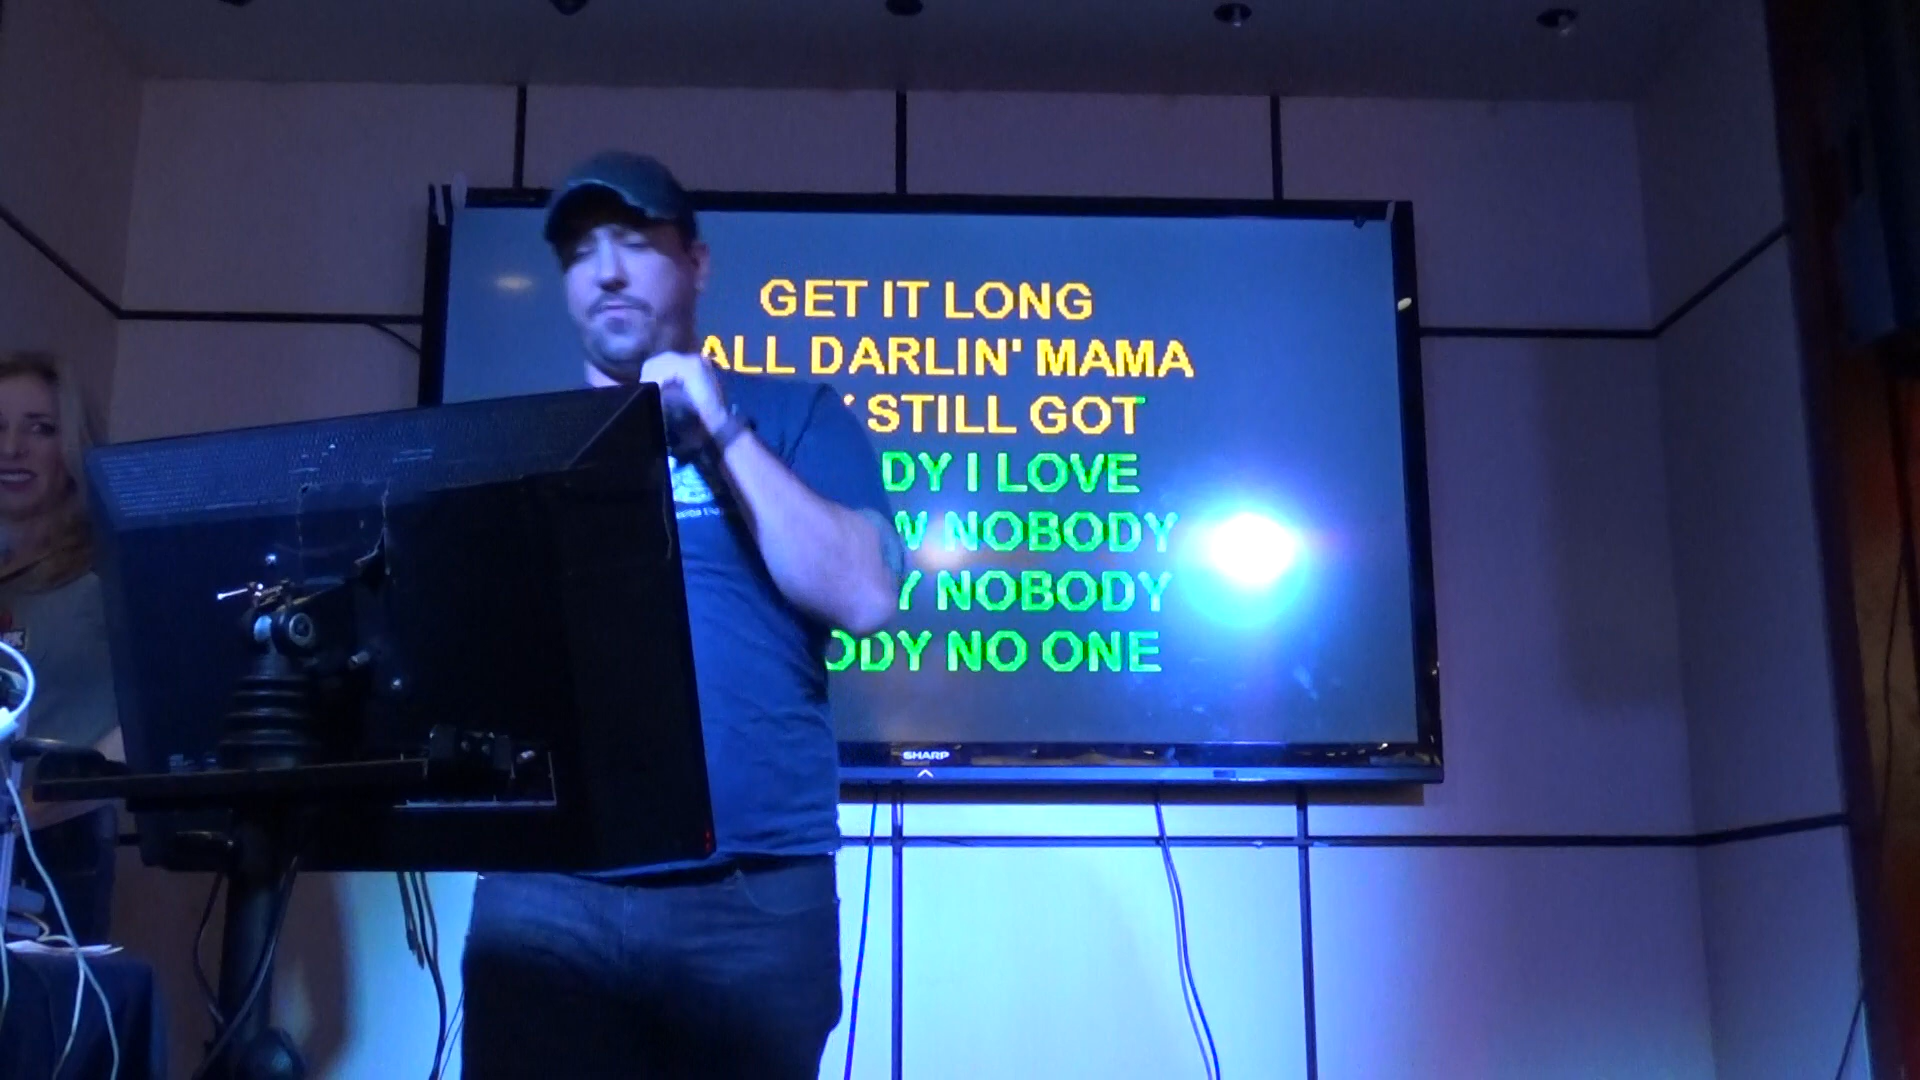 GET IT LONG
ALL DARLIN' MAMA
STILL GOT
DY I LOVE
W NOBODY
Y NOBODY
ODY NO ONE
SHARP